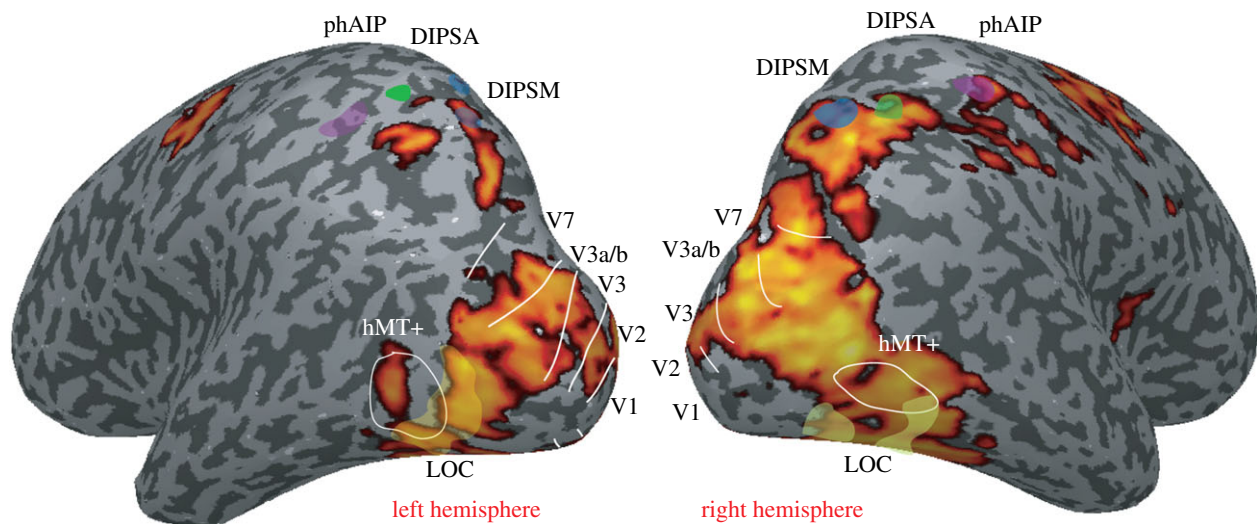 phAIP
DIPSA
DIPSM
V7
V3a/b
V3
V2
V1
hMT+
LOC
left hemisphere
DIPSA
phAIP
DIPSM
V7
V3a/b
V3
V2
V1
hMT+
LOC
right hemisphere